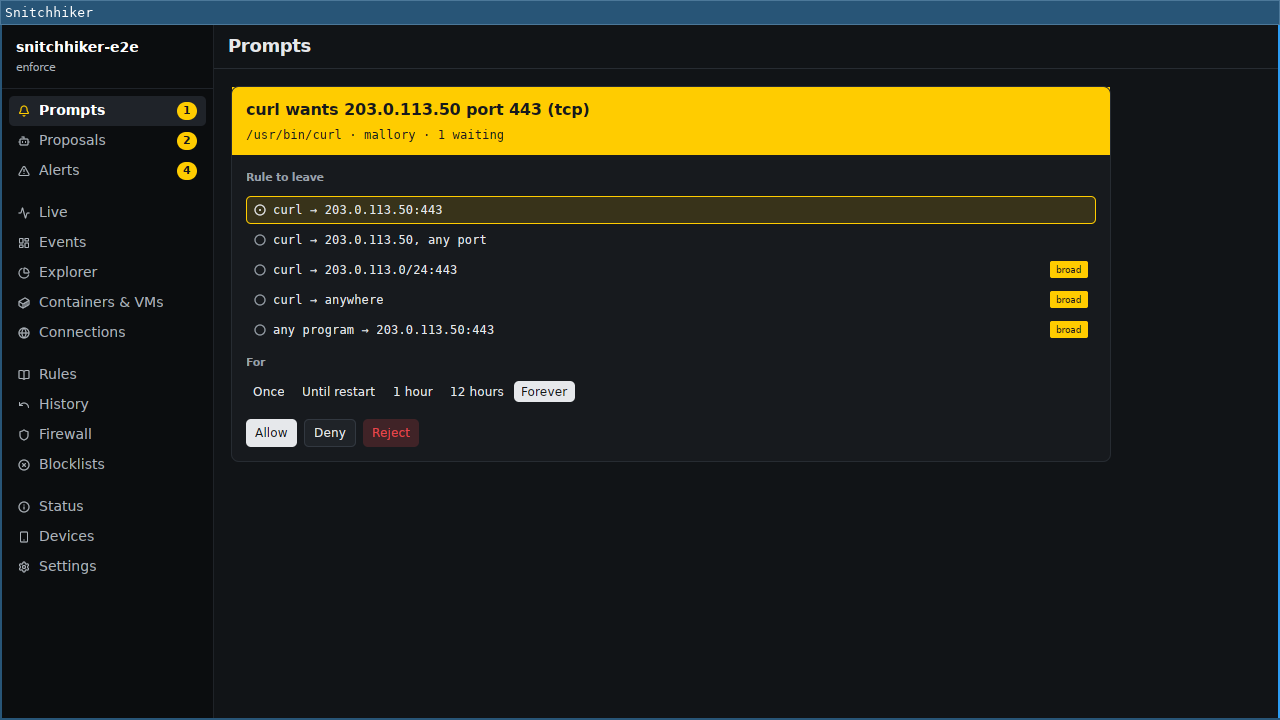 Snitchhiker
snitchhiker-e2e
enforce
Prompts 1
Proposals 2
Alerts 4
Live
Events
Explorer
Containers & VMs
Connections
Rules
History
Firewall
Blocklists
Status
Devices
Settings
Prompts
curl wants 203.0.113.50 port 443 (tcp)
/usr/bin/curl · mallory · 1 waiting
Rule to leave
curl → 203.0.113.50:443
curl → 203.0.113.50, any port
curl → 203.0.113.0/24:443 broad
curl → anywhere broad
any program → 203.0.113.50:443 broad
For
Once Until restart 1 hour 12 hours Forever
Allow Deny Reject